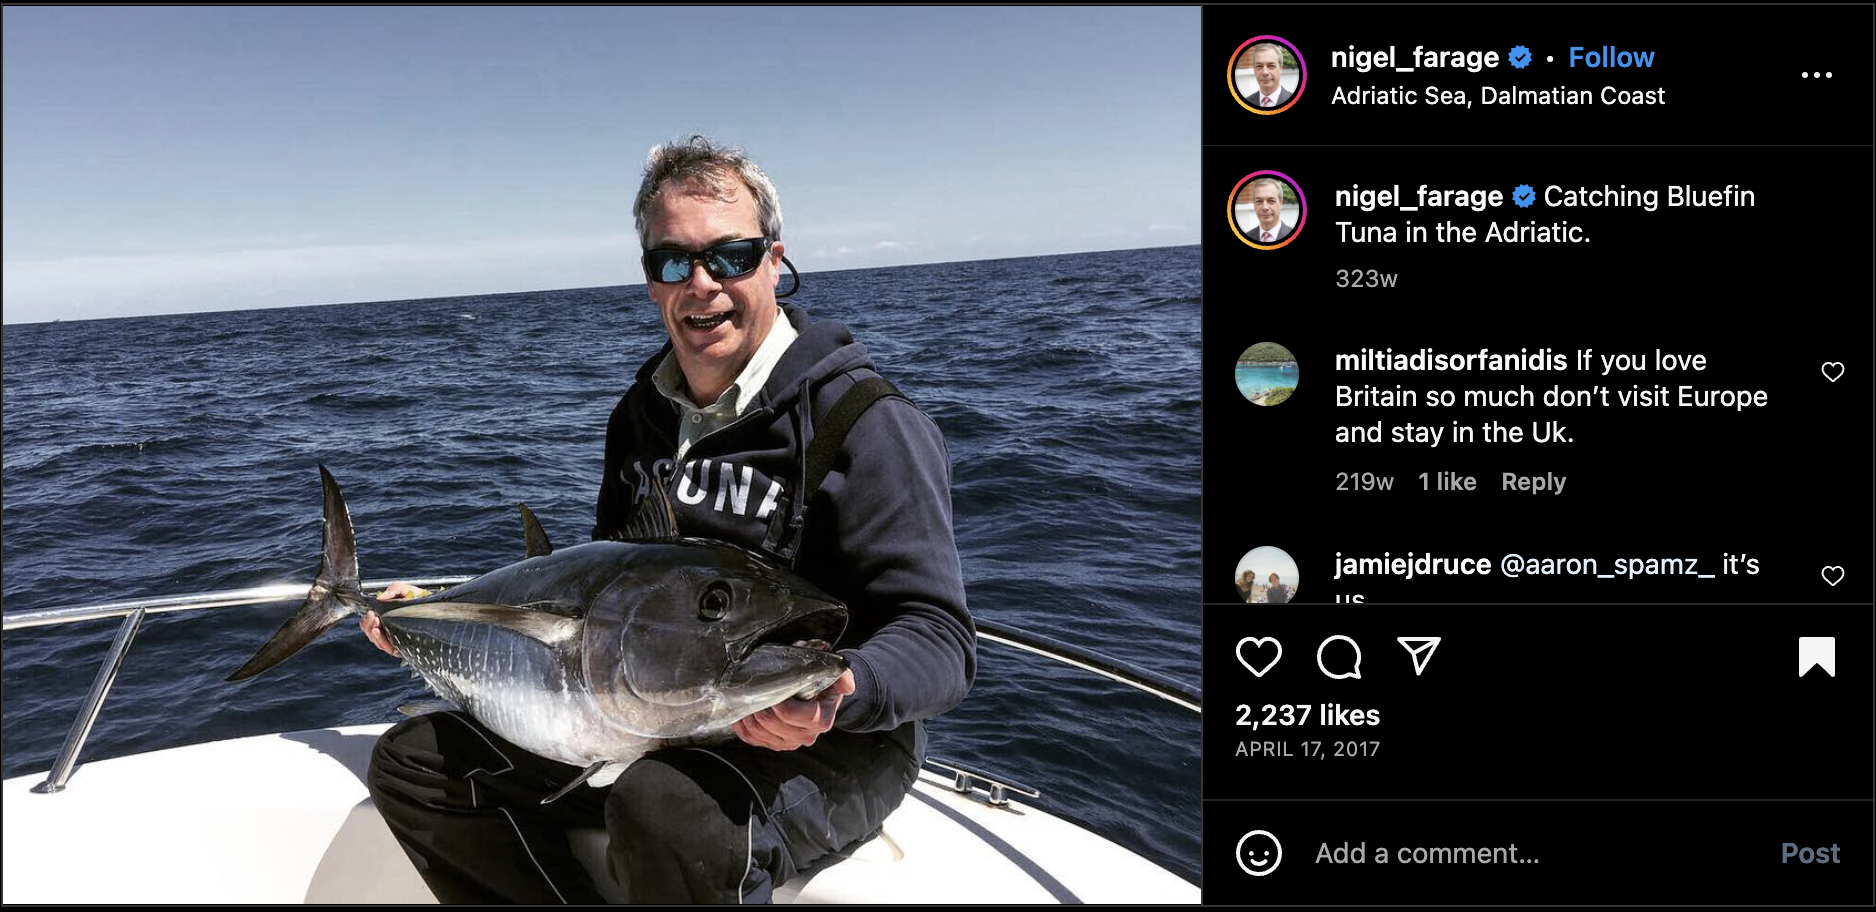 nigel_farage • Follow
Adriatic Sea, Dalmatian Coast
nigel_farage Catching Bluefin
Tuna in the Adriatic.
323w
miltiadisorfanidis If you love
Britain so much don’t visit Europe
and stay in the Uk.
219w 1 like Reply
jamiejdruce @aaron_spamz_ it’s
us
2,237 likes
APRIL 17, 2017
Add a comment... Post